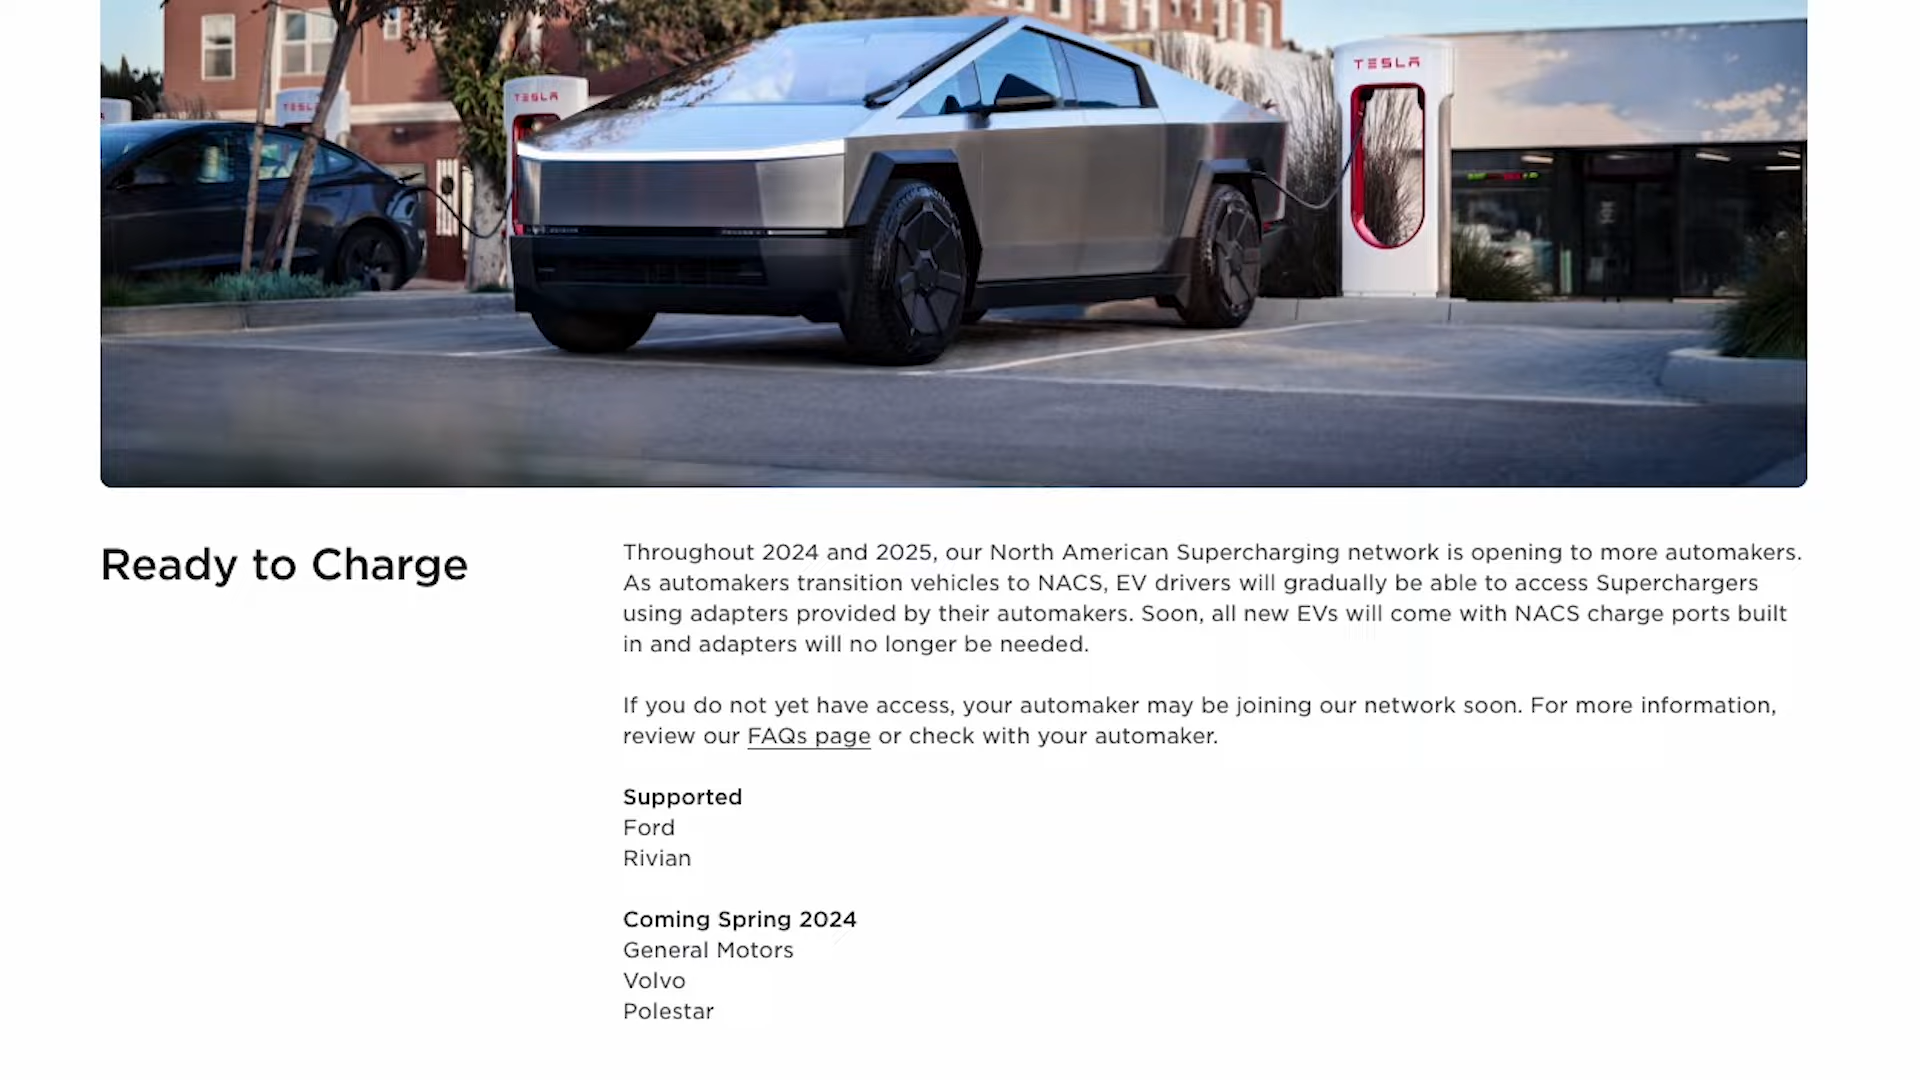 TESLA
TESLA
TESLA
Ready to Charge
Throughout 2024 and 2025, our North American Supercharging network is opening to more automakers.
As automakers transition vehicles to NACS, EV drivers will gradually be able to access Superchargers
using adapters provided by their automakers. Soon, all new EVs will come with NACS charge ports built
in and adapters will no longer be needed.
If you do not yet have access, your automaker may be joining our network soon. For more information,
review our FAQs page or check with your automaker.
Supported
Ford
Rivian
Coming Spring 2024
General Motors
Volvo
Polestar